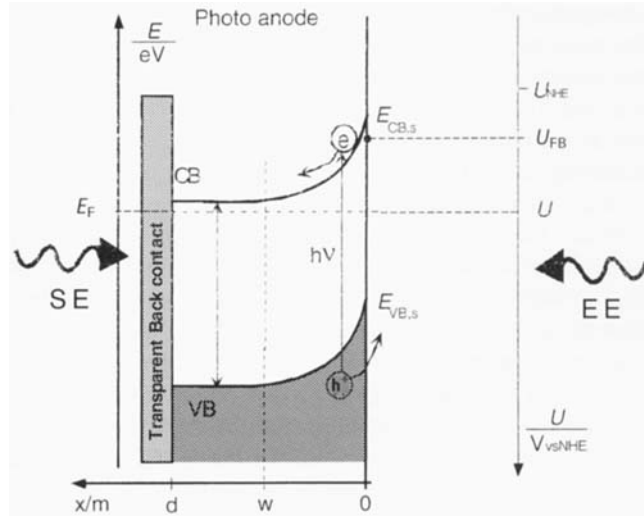 Photo anode
E
eV
U_NHE
E_CB,s
e
U_FB
CB
E_F
U
hν
SE
EE
Transparent Back contact
E_VB,s
h⁺
VB
U
V_vsNHE
x/m
d
w
0